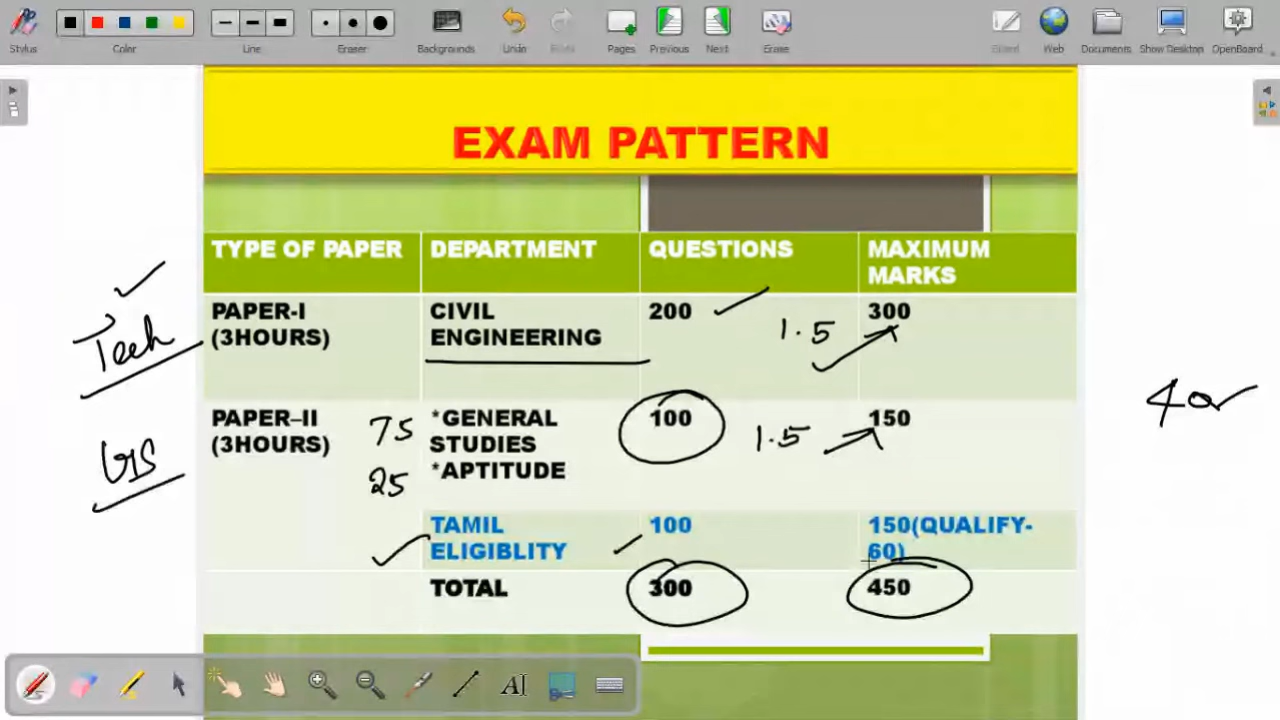 Stylus
Color
Line
Eraser
Backgrounds
Undo
Pages
Previous
Next
Erase
Board
Web
Documents
Show Desktop
OpenBoard
EXAM PATTERN
TYPE OF PAPER
DEPARTMENT
QUESTIONS
MAXIMUM
MARKS
Tech
PAPER-I
(3HOURS)
CIVIL
ENGINEERING
200
1.5
300
GS
PAPER–II
(3HOURS)
75
25
*GENERAL
STUDIES
*APTITUDE
100
1.5
150
TAMIL
ELIGIBLITY
100
150(QUALIFY-
60)
TOTAL
300
450